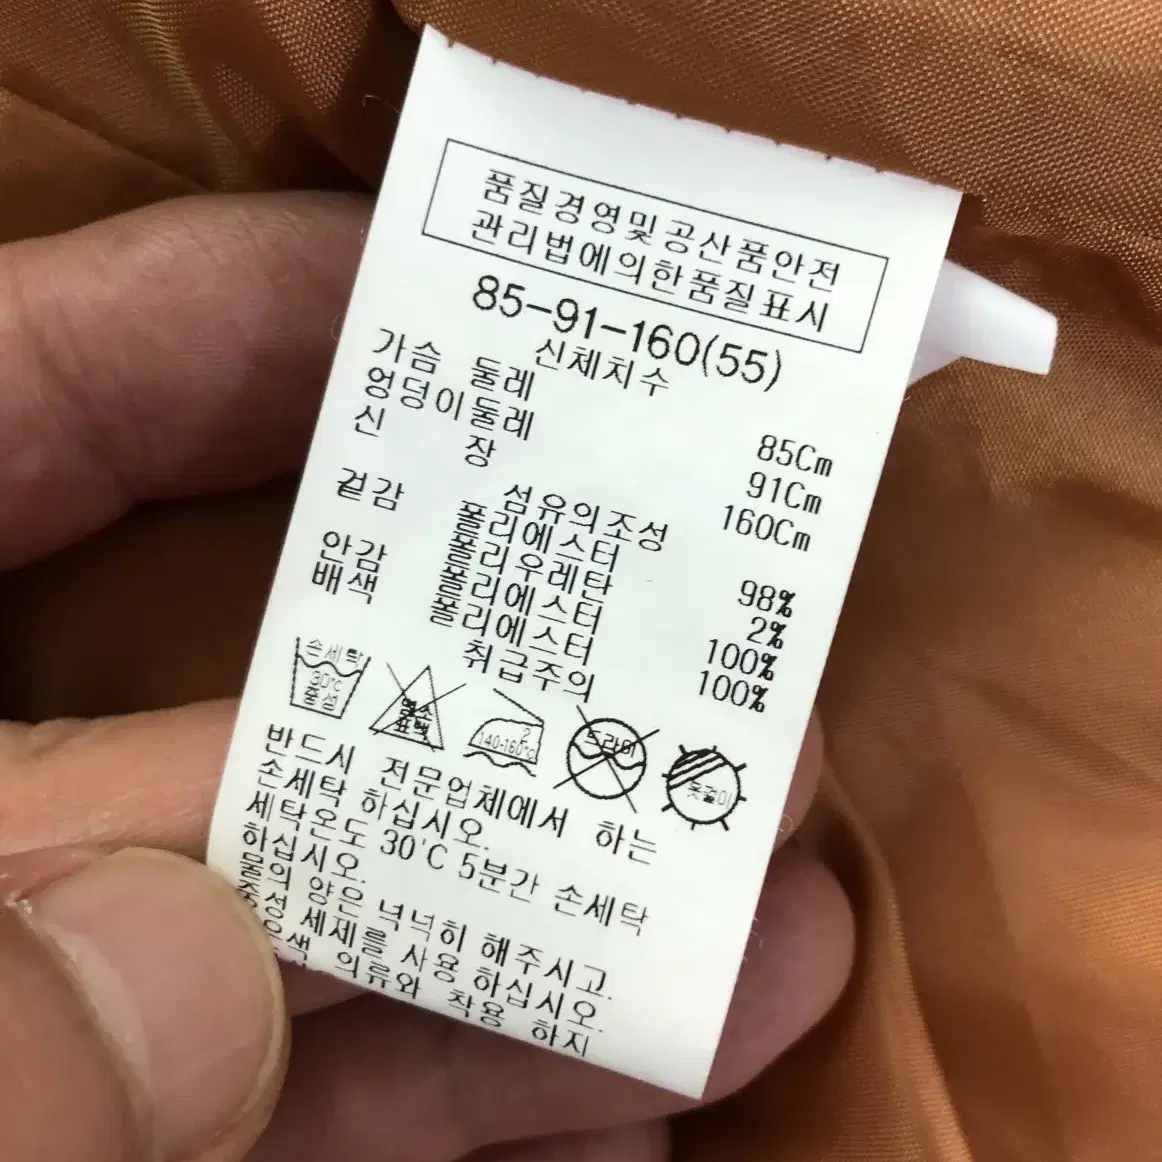 품질경영및공산품안전
관리법에의한품질표시
85-91-160(55)
신체치수
가슴 둘레 85Cm
엉덩이둘레 91Cm
신 장 160Cm
섬유의조성
겉감 폴리에스터 98%
폴리우레탄 2%
안감 폴리에스터 100%
배색 폴리에스터 100%
취급주의
손세탁
30℃
중성
염소
표백
2
140-160℃
드라이
옷걸이
반드시 전문업체에서 하는
손세탁 하십시오.
세탁온도 30'C 5분간 손세탁
하십시오.
물의 양은 넉넉히 해주시고.
중성 세제를 사용 하십시오.
의류와 착용 하지